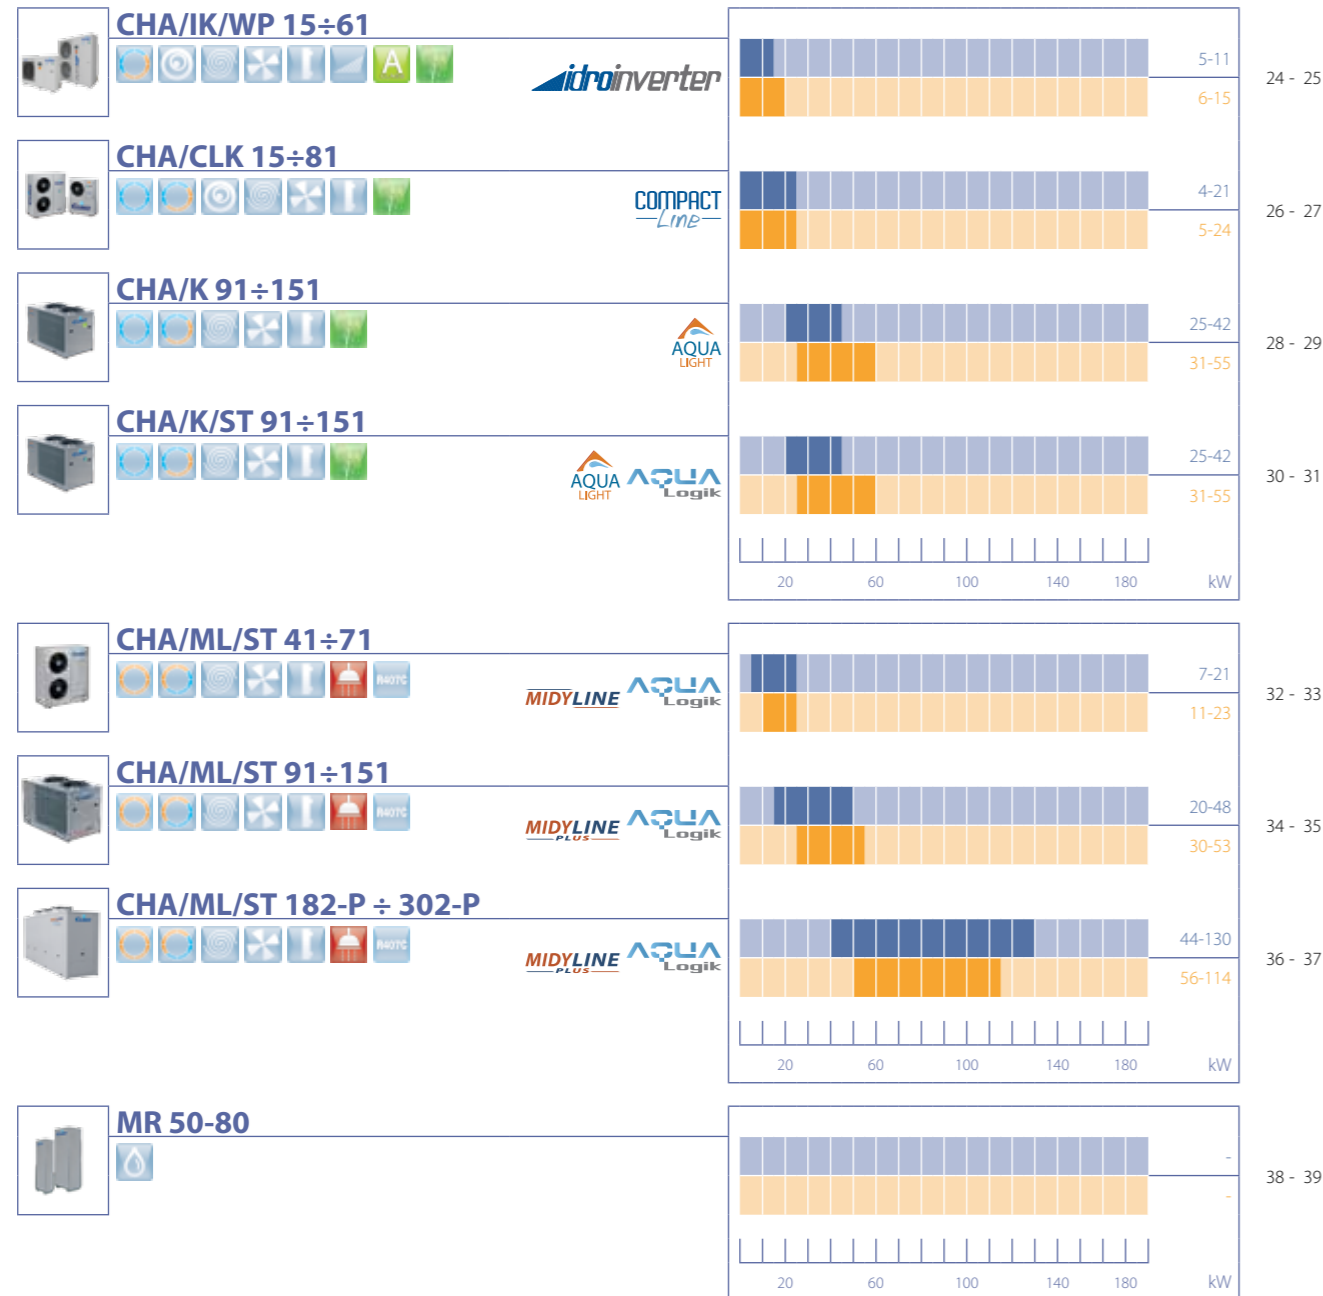 CHA/IK/WP 15÷61
A
idroinverter
5-11
6-15
24 - 25
CHA/CLK 15÷81
COMPACT
Line
4-21
5-24
26 - 27
CHA/K 91÷151
AQUA
LIGHT
25-42
31-55
28 - 29
CHA/K/ST 91÷151
AQUA
LIGHT
AQUA
Logik
25-42
31-55
30 - 31
20 60 100 140 180 kW
CHA/ML/ST 41÷71
R407C
MIDYLINE
AQUA
Logik
7-21
11-23
32 - 33
CHA/ML/ST 91÷151
R407C
MIDYLINE
PLUS
AQUA
Logik
20-48
30-53
34 - 35
CHA/ML/ST 182-P ÷ 302-P
R407C
MIDYLINE
PLUS
AQUA
Logik
44-130
56-114
36 - 37
20 60 100 140 180 kW
MR 50-80
-
-
38 - 39
20 60 100 140 180 kW